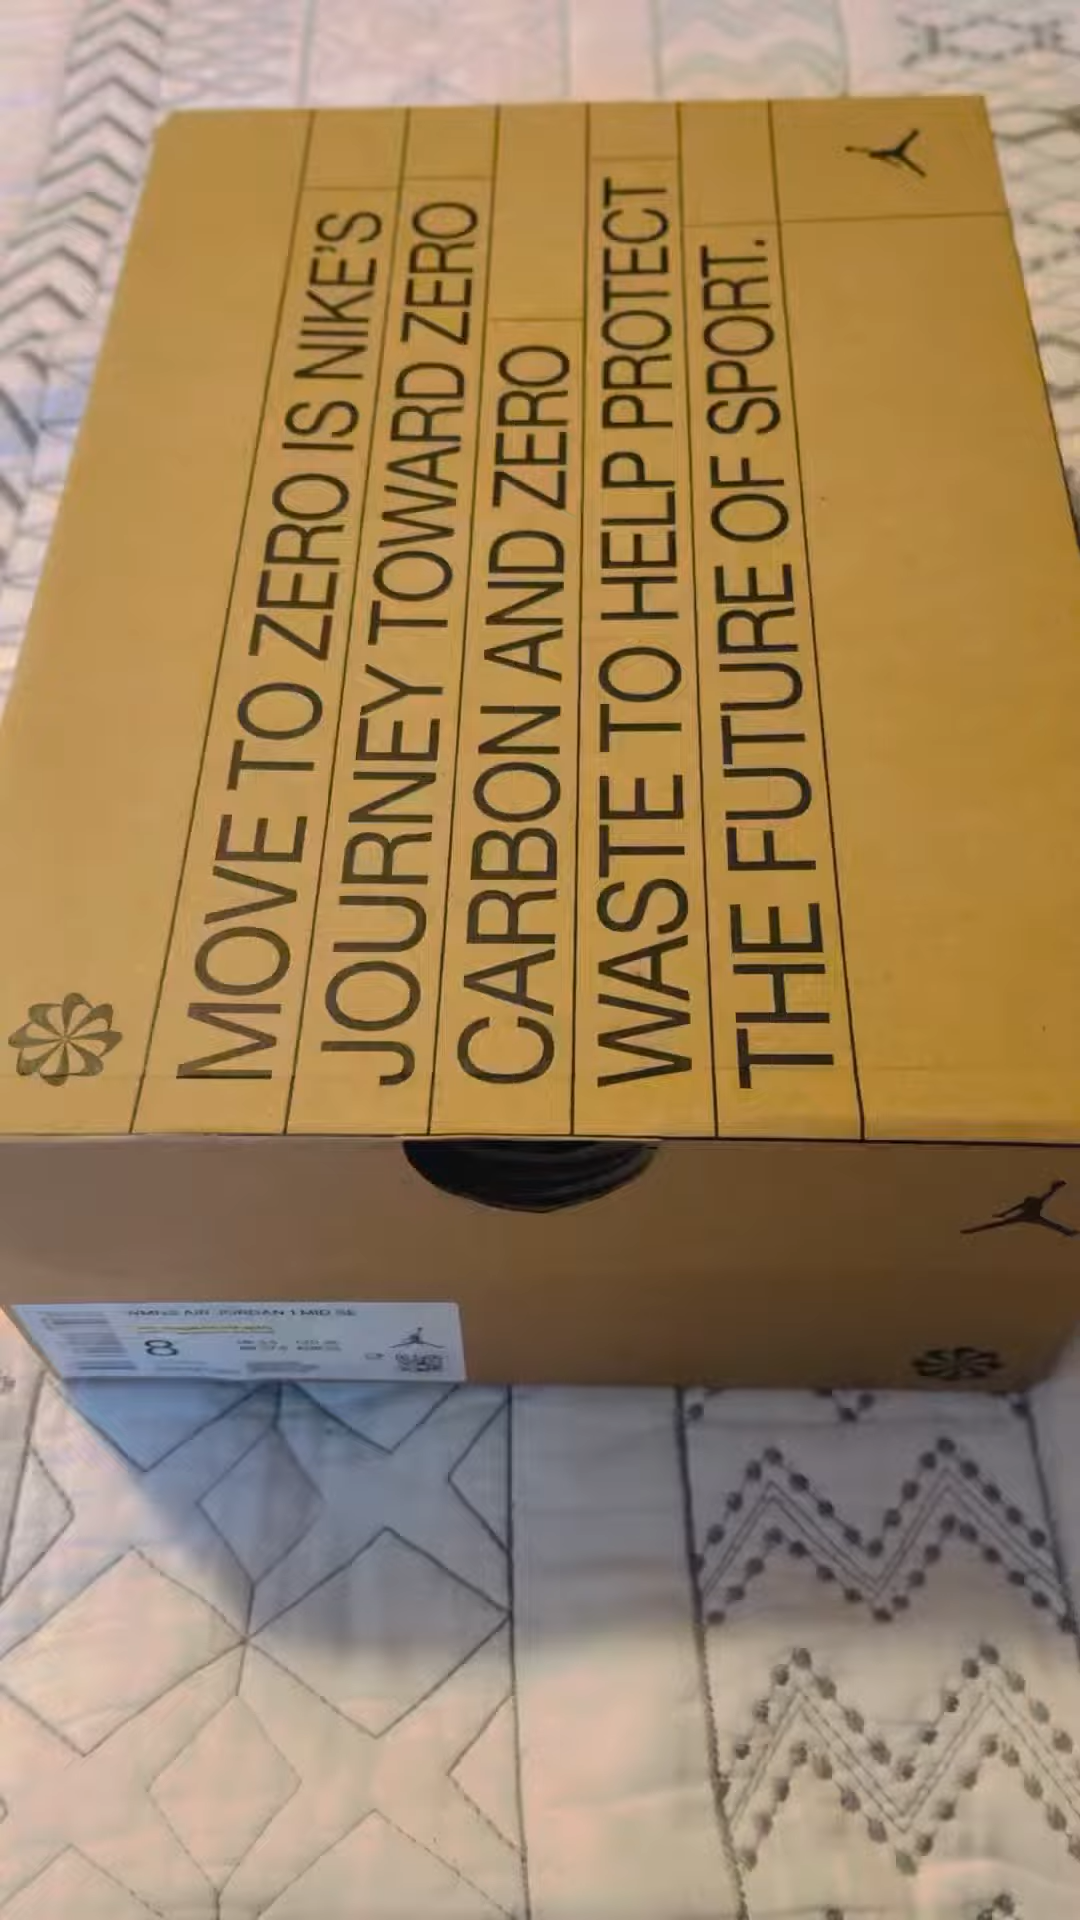 MOVE TO ZERO IS NIKE'S
JOURNEY TOWARD ZERO
CARBON AND ZERO
WASTE TO HELP PROTECT
THE FUTURE OF SPORT.
WMNS AIR JORDAN 1 MID SE
8